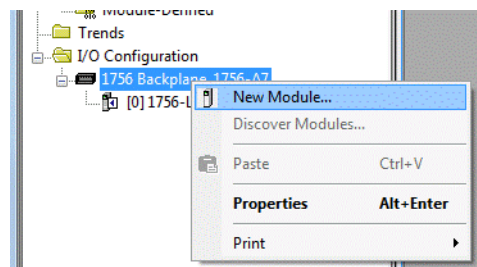 Module-Defined
Trends
I/O Configuration
1756 Backplane, 1756-A7
[0] 1756-L
New Module...
Discover Modules...
Paste Ctrl+V
Properties Alt+Enter
Print